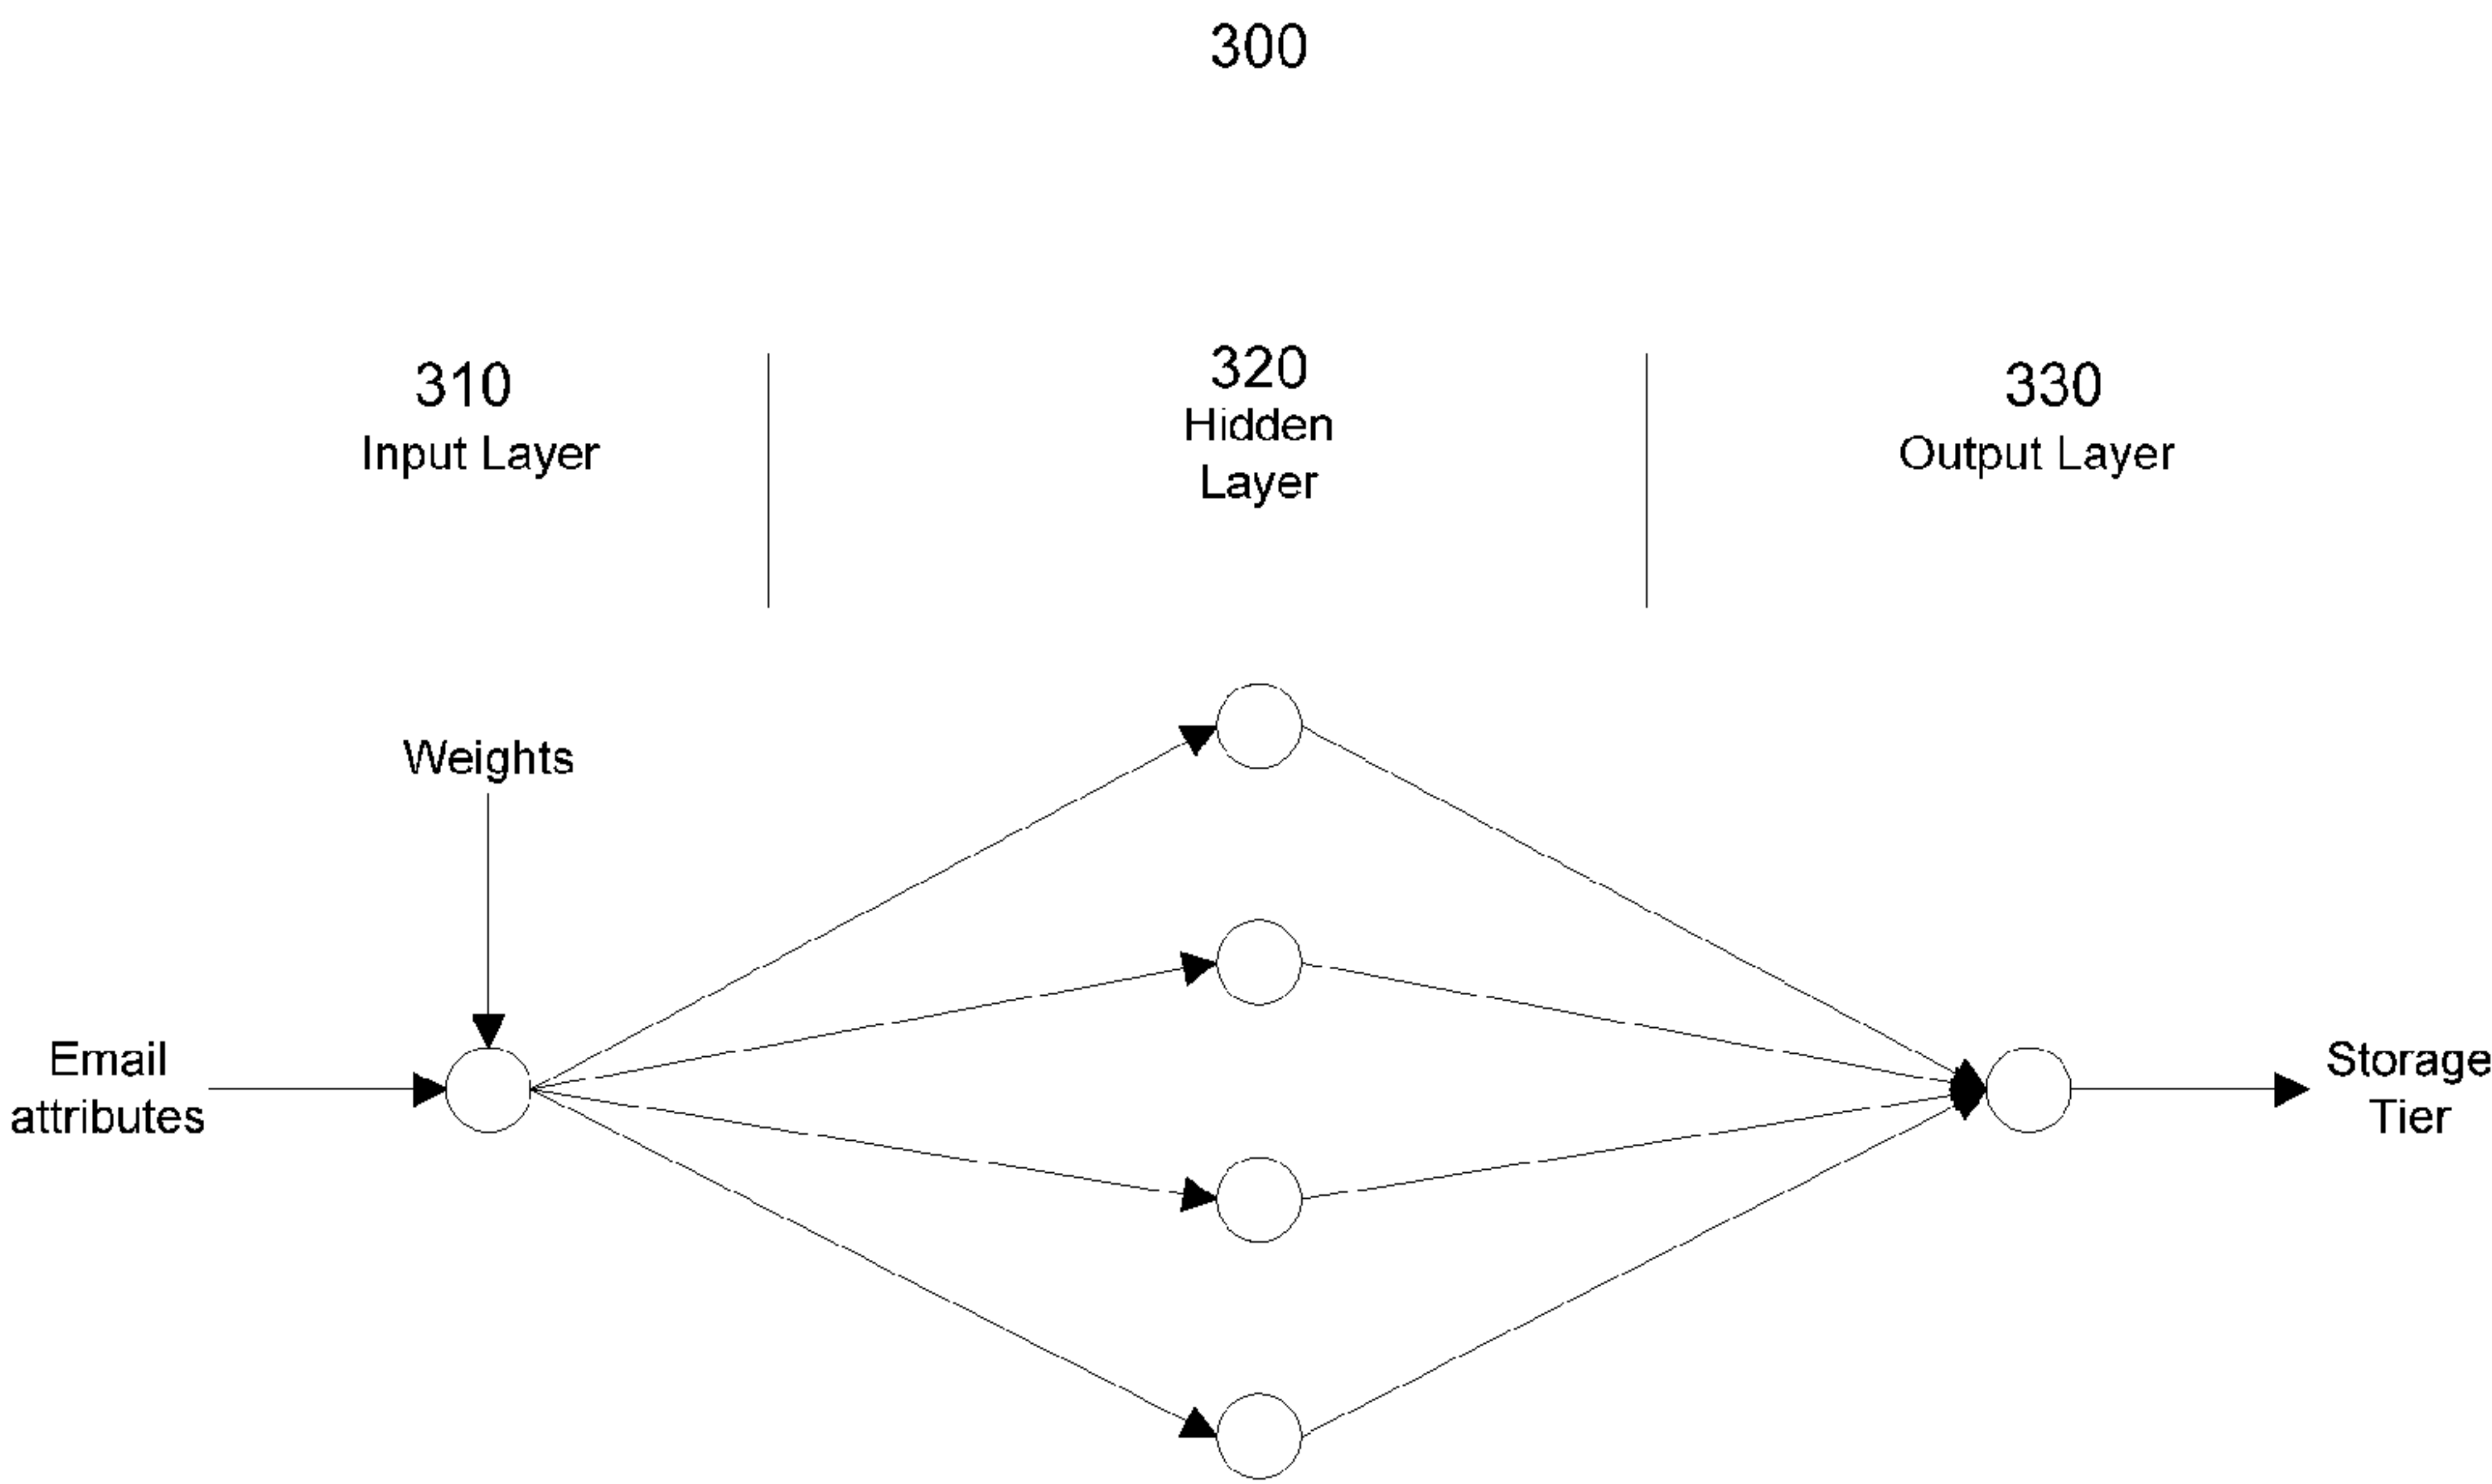 300
310
Input Layer
320
Hidden
Layer
330
Output Layer
Weights
Email
attributes
Storage
Tier